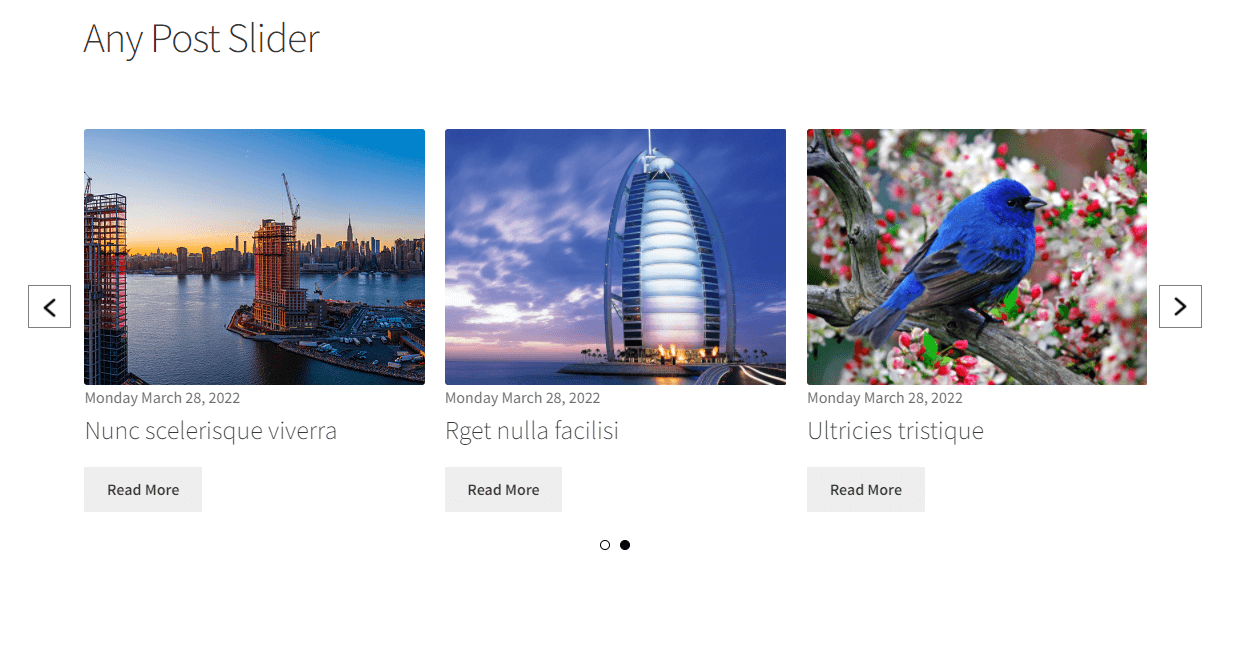 Any Post Slider
Monday March 28, 2022
Nunc scelerisque viverra
Read More
Monday March 28, 2022
Rget nulla facilisi
Read More
Monday March 28, 2022
Ultricies tristique
Read More